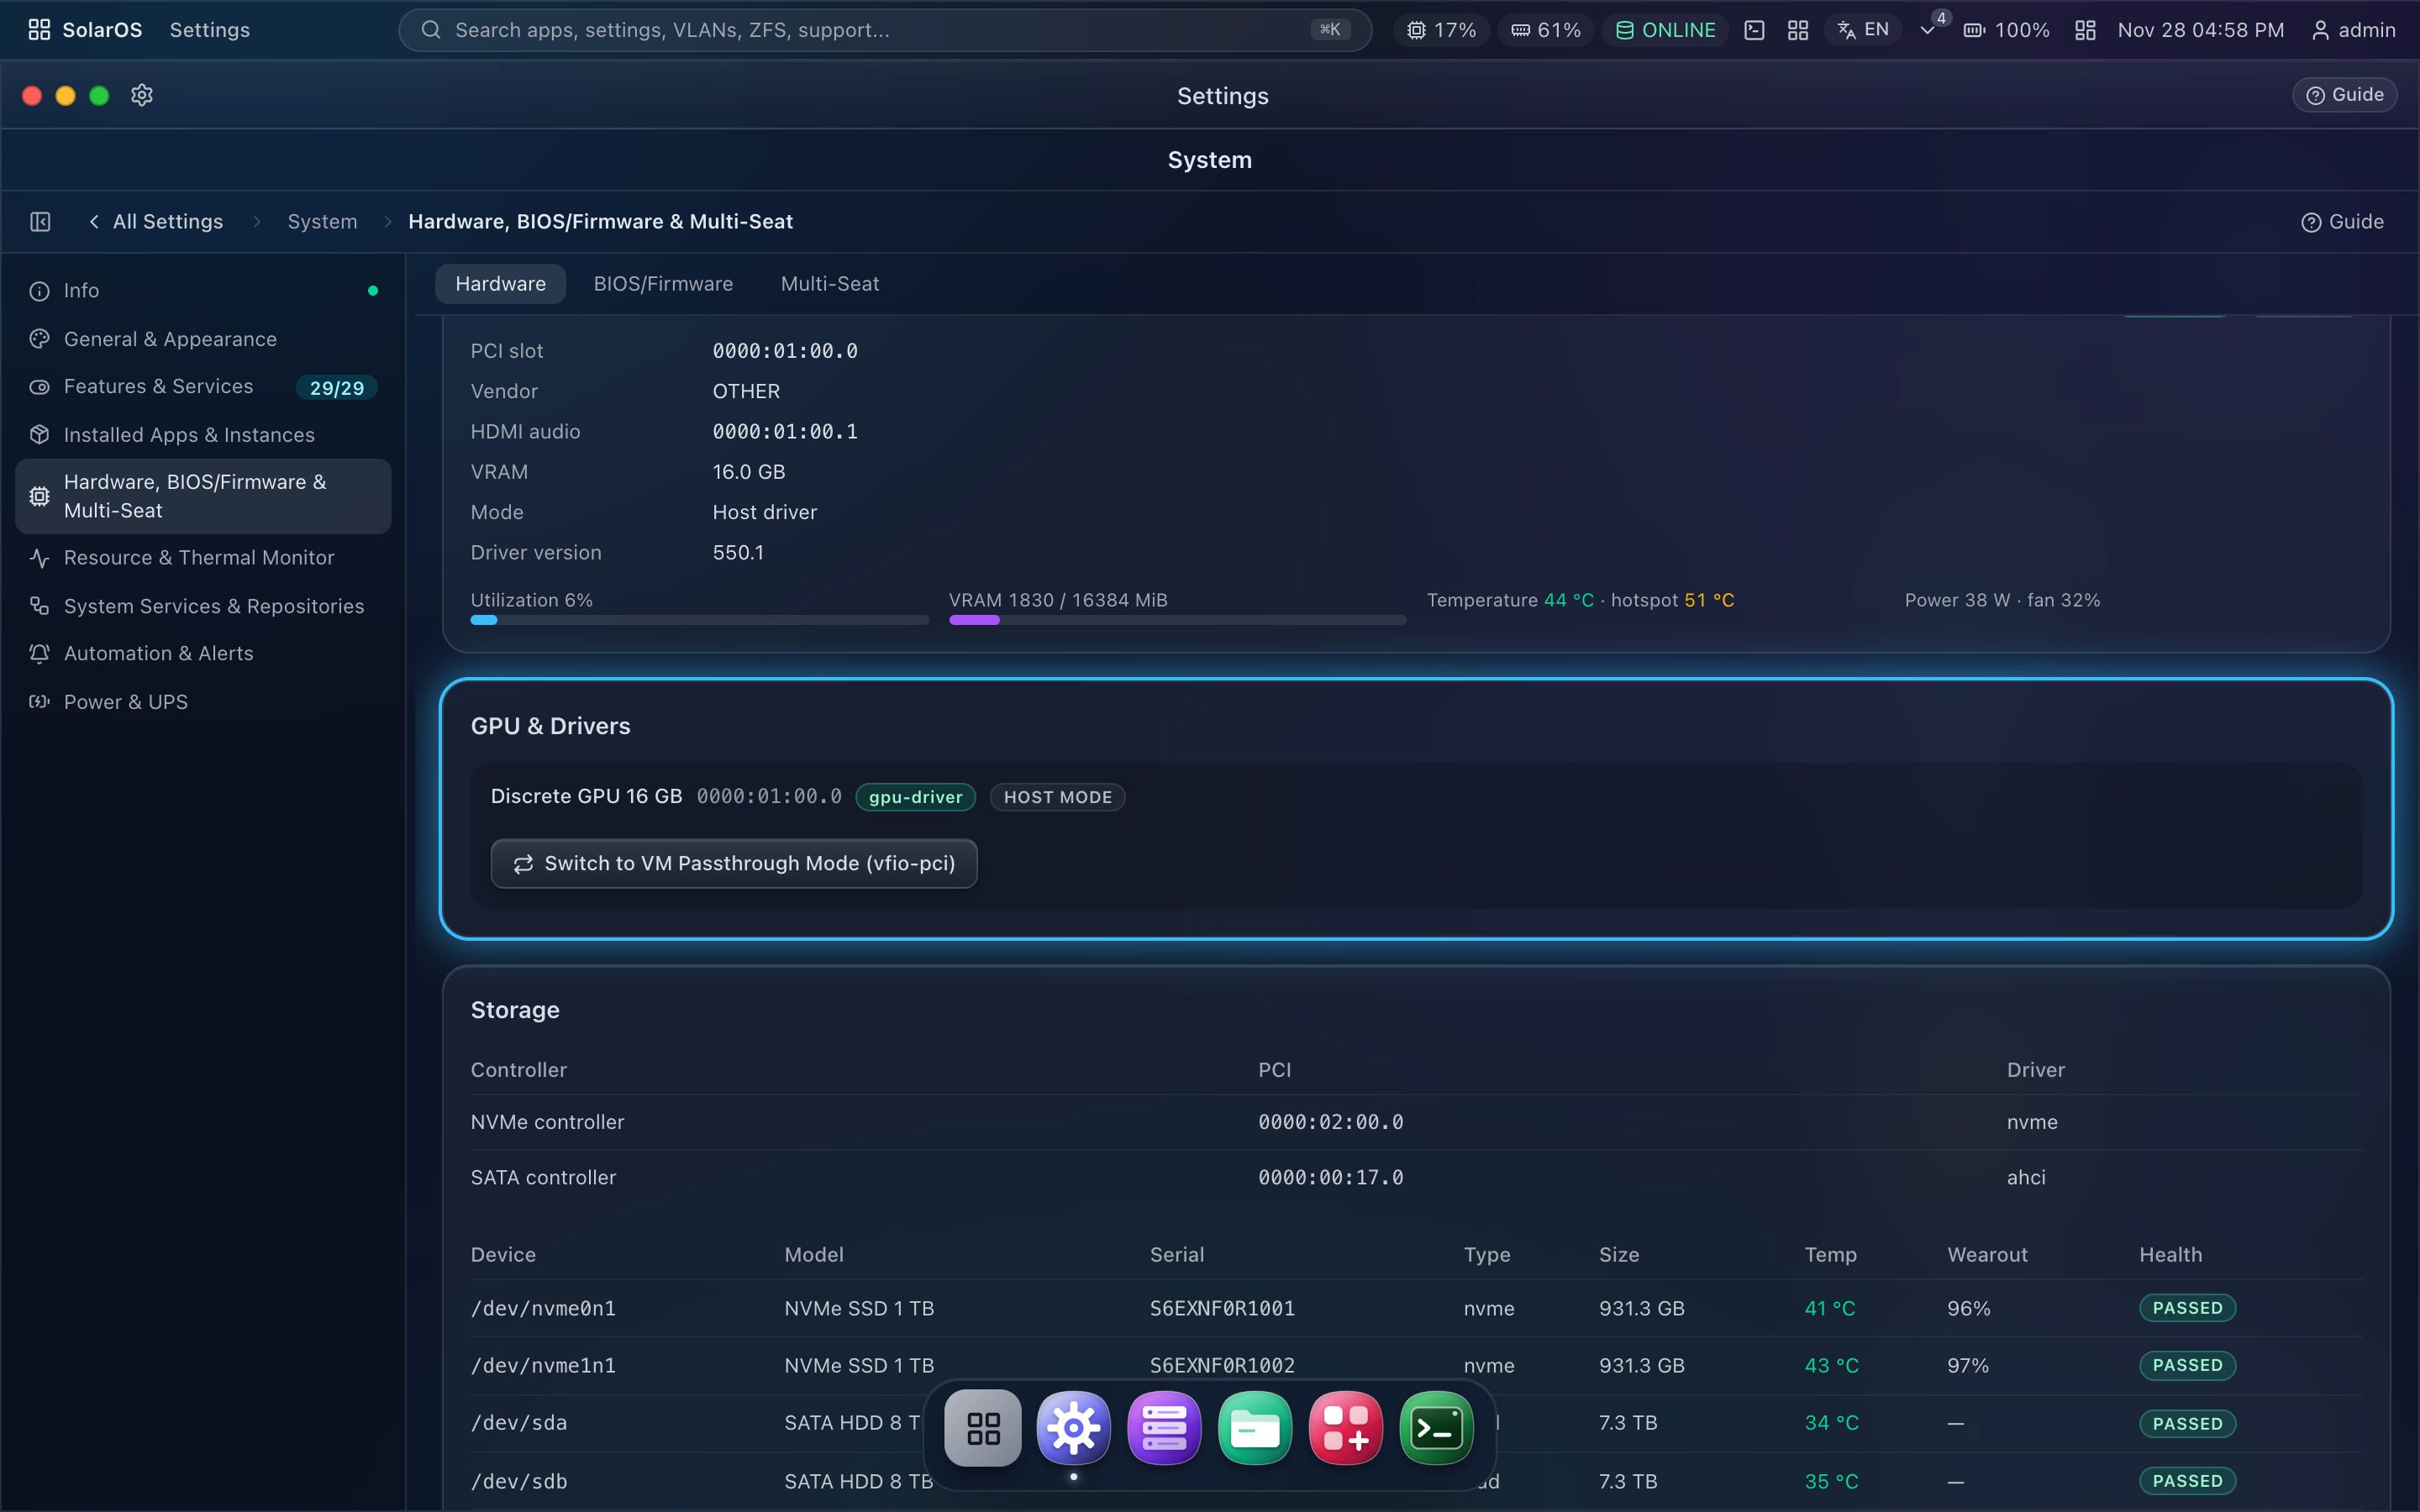 SolarOS Settings Search apps, settings, VLANs, ZFS, support... ⌘K 17% 61% ONLINE EN 4 100% Nov 28 04:58 PM admin
Settings Guide
System
All Settings System Hardware, BIOS/Firmware & Multi-Seat Guide
Info
General & Appearance
Features & Services 29/29
Installed Apps & Instances
Hardware, BIOS/Firmware &
Multi-Seat
Resource & Thermal Monitor
System Services & Repositories
Automation & Alerts
Power & UPS
Hardware BIOS/Firmware Multi-Seat
PCI slot 0000:01:00.0
Vendor OTHER
HDMI audio 0000:01:00.1
VRAM 16.0 GB
Mode Host driver
Driver version 550.1
Utilization 6% VRAM 1830 / 16384 MiB Temperature 44 °C · hotspot 51 °C Power 38 W · fan 32%
GPU & Drivers
Discrete GPU 16 GB 0000:01:00.0 gpu-driver HOST MODE
Switch to VM Passthrough Mode (vfio-pci)
Storage
Controller PCI Driver
NVMe controller 0000:02:00.0 nvme
SATA controller 0000:00:17.0 ahci
Device Model Serial Type Size Temp Wearout Health
/dev/nvme0n1 NVMe SSD 1 TB S6EXNF0R1001 nvme 931.3 GB 41 °C 96% PASSED
/dev/nvme1n1 NVMe SSD 1 TB S6EXNF0R1002 nvme 931.3 GB 43 °C 97% PASSED
/dev/sda SATA HDD 8 7.3 TB 34 °C — PASSED
/dev/sdb SATA HDD 8 TB 7.3 TB 35 °C — PASSED